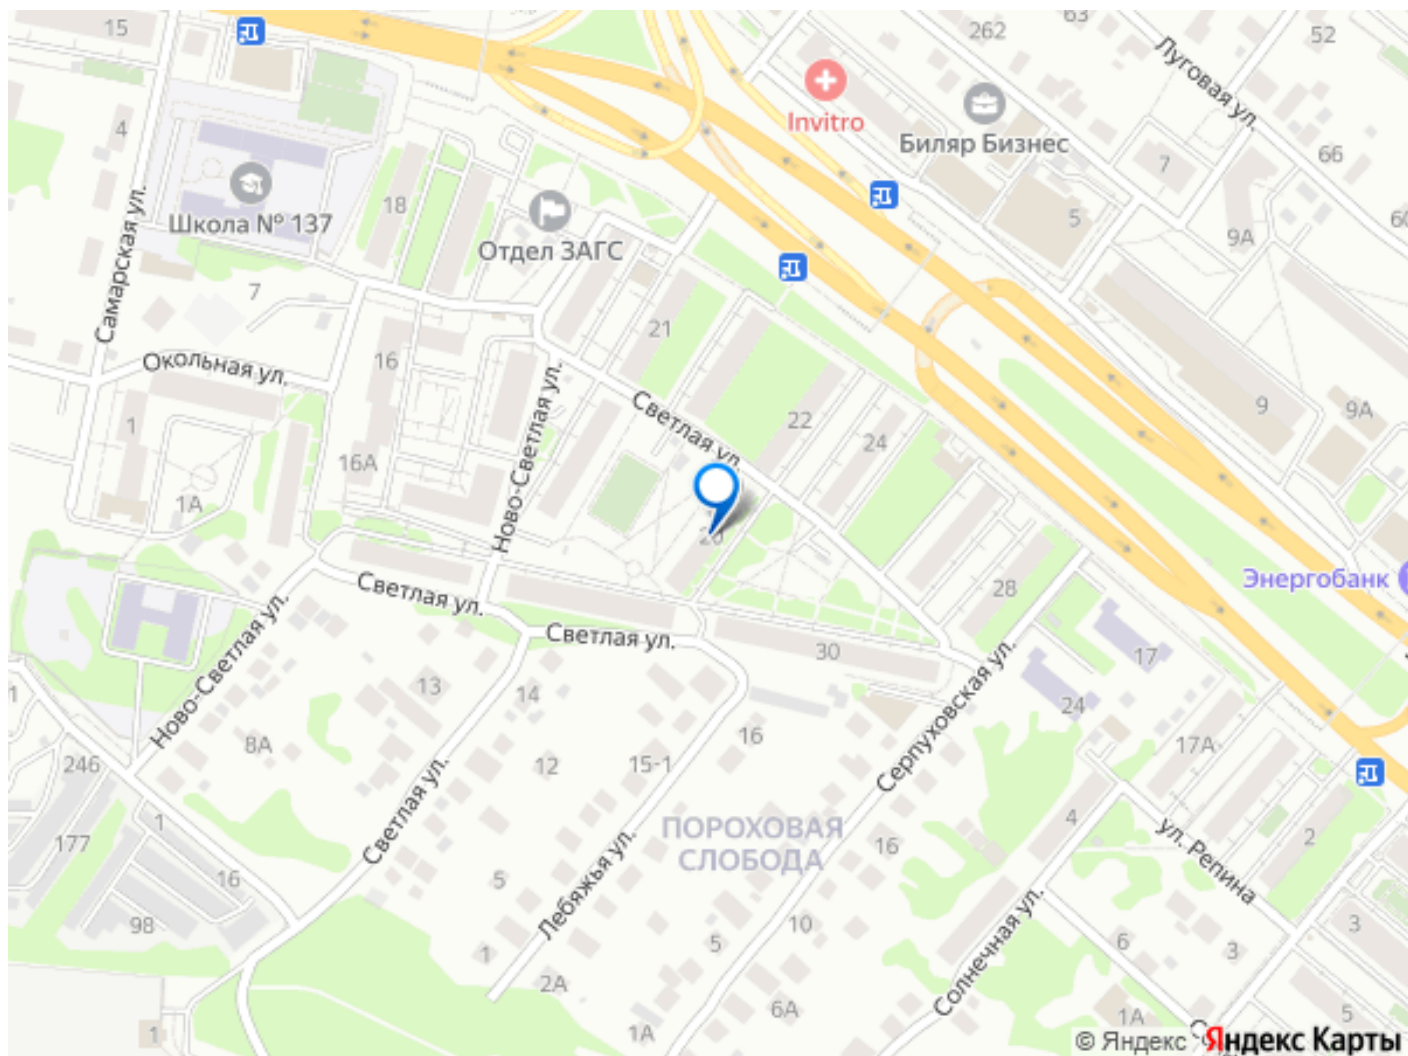 15
262
63
52
Луговая ул.
Invitro
Биляр Бизнес
4
7
66
Школа № 137
18
Отдел ЗАГС
5
9А
60
Самарская ул.
7
21
16
Окольная ул.
Светлая ул.
22
24
9
9А
1
16А
1А
Ново-Светлая ул.
Светлая ул.
Светлая ул.
28
Энергобанк
17
30
Ново-Светлая ул.
13
14
24
1
8А
246
12
15-1
16
Серпуховская ул.
17А
177
1
Светлая ул.
ПОРОХОВАЯ
СЛОБОДА
16
4
ул. Репина
2
16
5
Лебяжья ул.
98
1
2А
5
10
6А
1А
Солнечная ул.
6
3
3
5
1А
1
© Яндекс Яндекс Карты